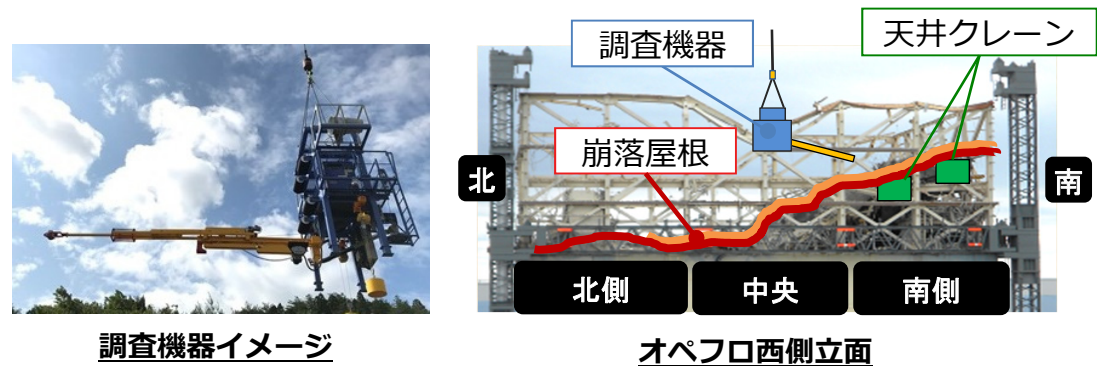 調査機器
天井クレーン
崩落屋根
北
南
北側
中央
南側
調査機器イメージ
オペフロ西側立面